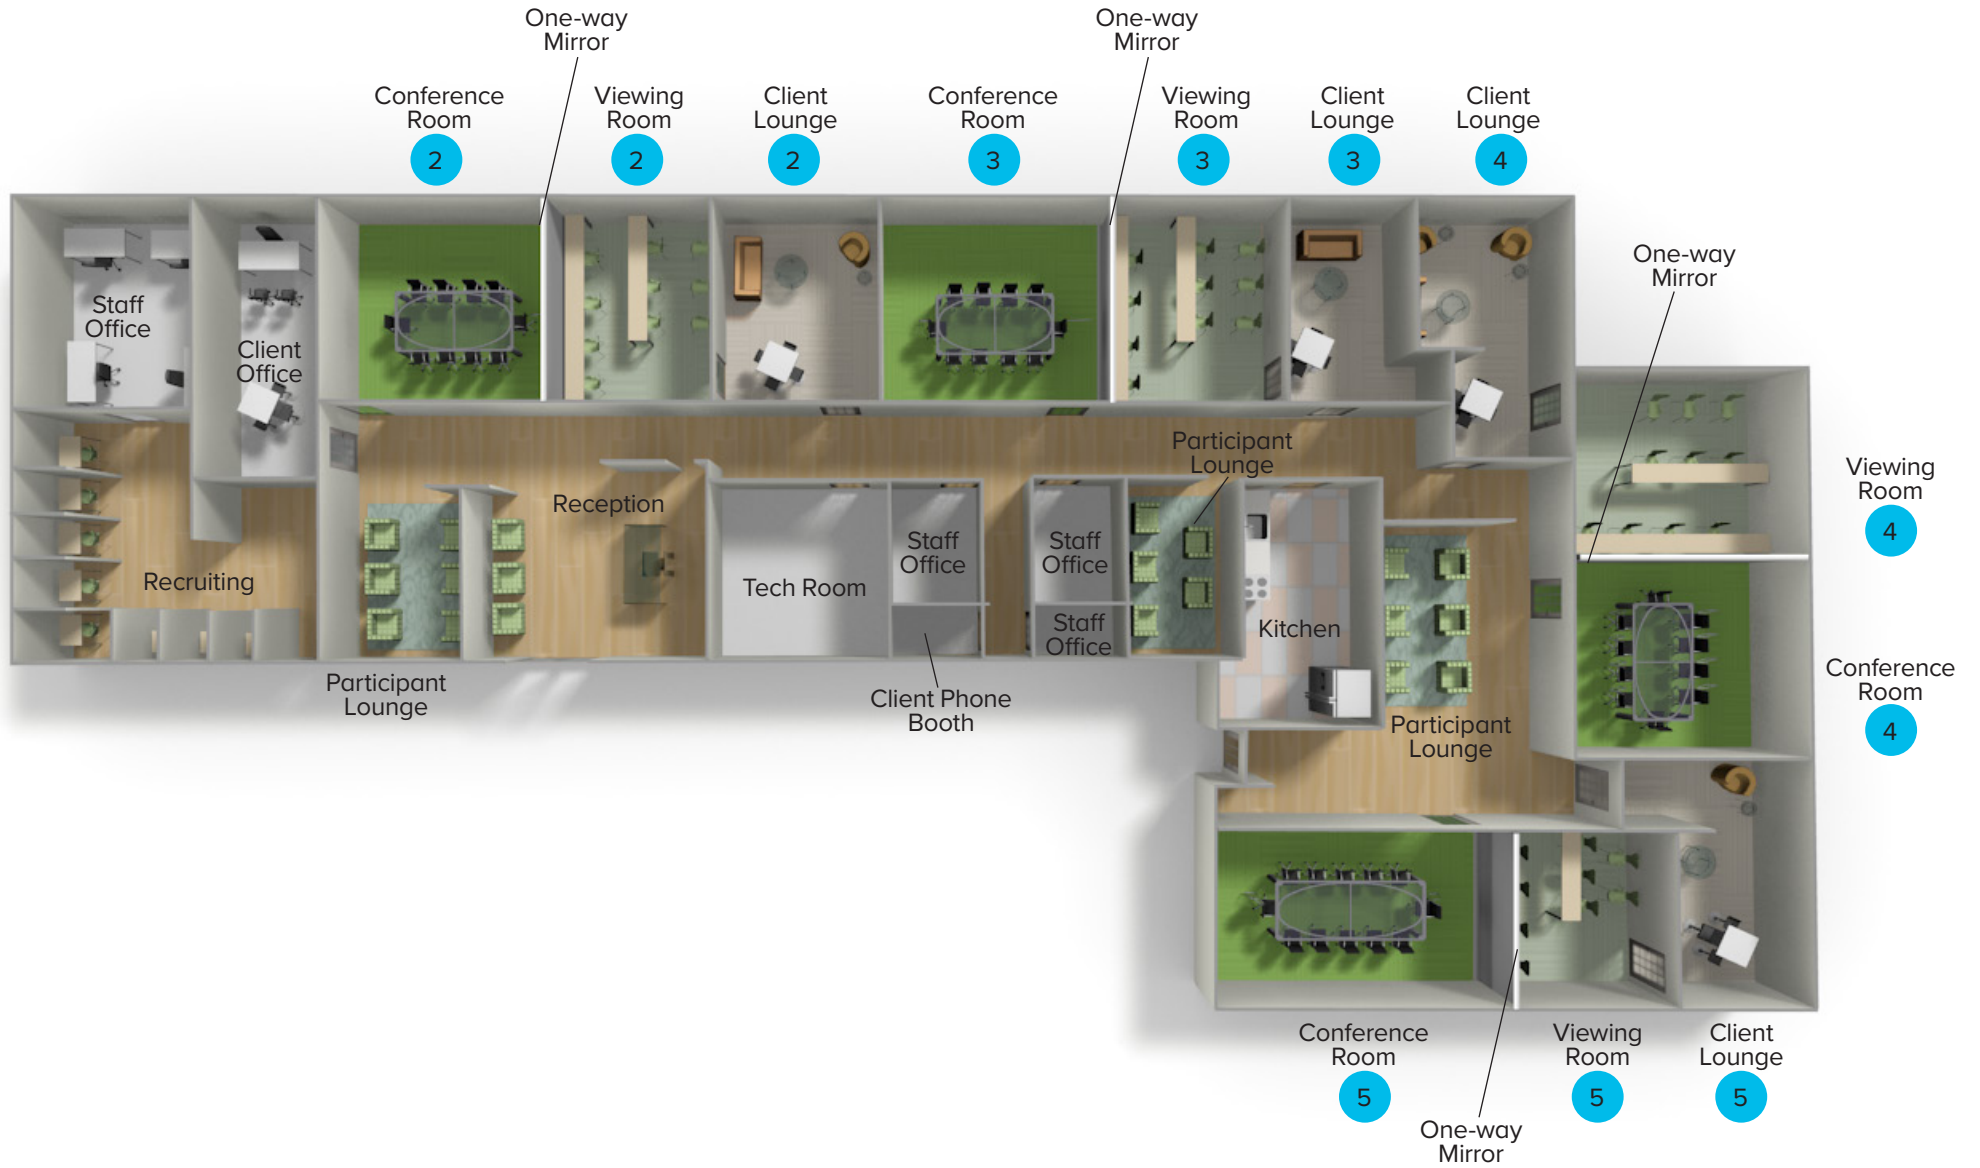 One-way
Mirror
One-way
Mirror
Conference
Room
2
Viewing
Room
2
Client
Lounge
2
Conference
Room
3
Viewing
Room
3
Client
Lounge
3
Client
Lounge
4
One-way
Mirror
Staff
Office
Client
Office
Participant
Lounge
Viewing
Room
4
Reception
Staff
Office
Staff
Office
Recruiting
Tech Room
Staff
Office
Kitchen
Conference
Room
4
Participant
Lounge
Client Phone
Booth
Participant
Lounge
Conference
Room
5
Viewing
Room
5
Client
Lounge
5
One-way
Mirror